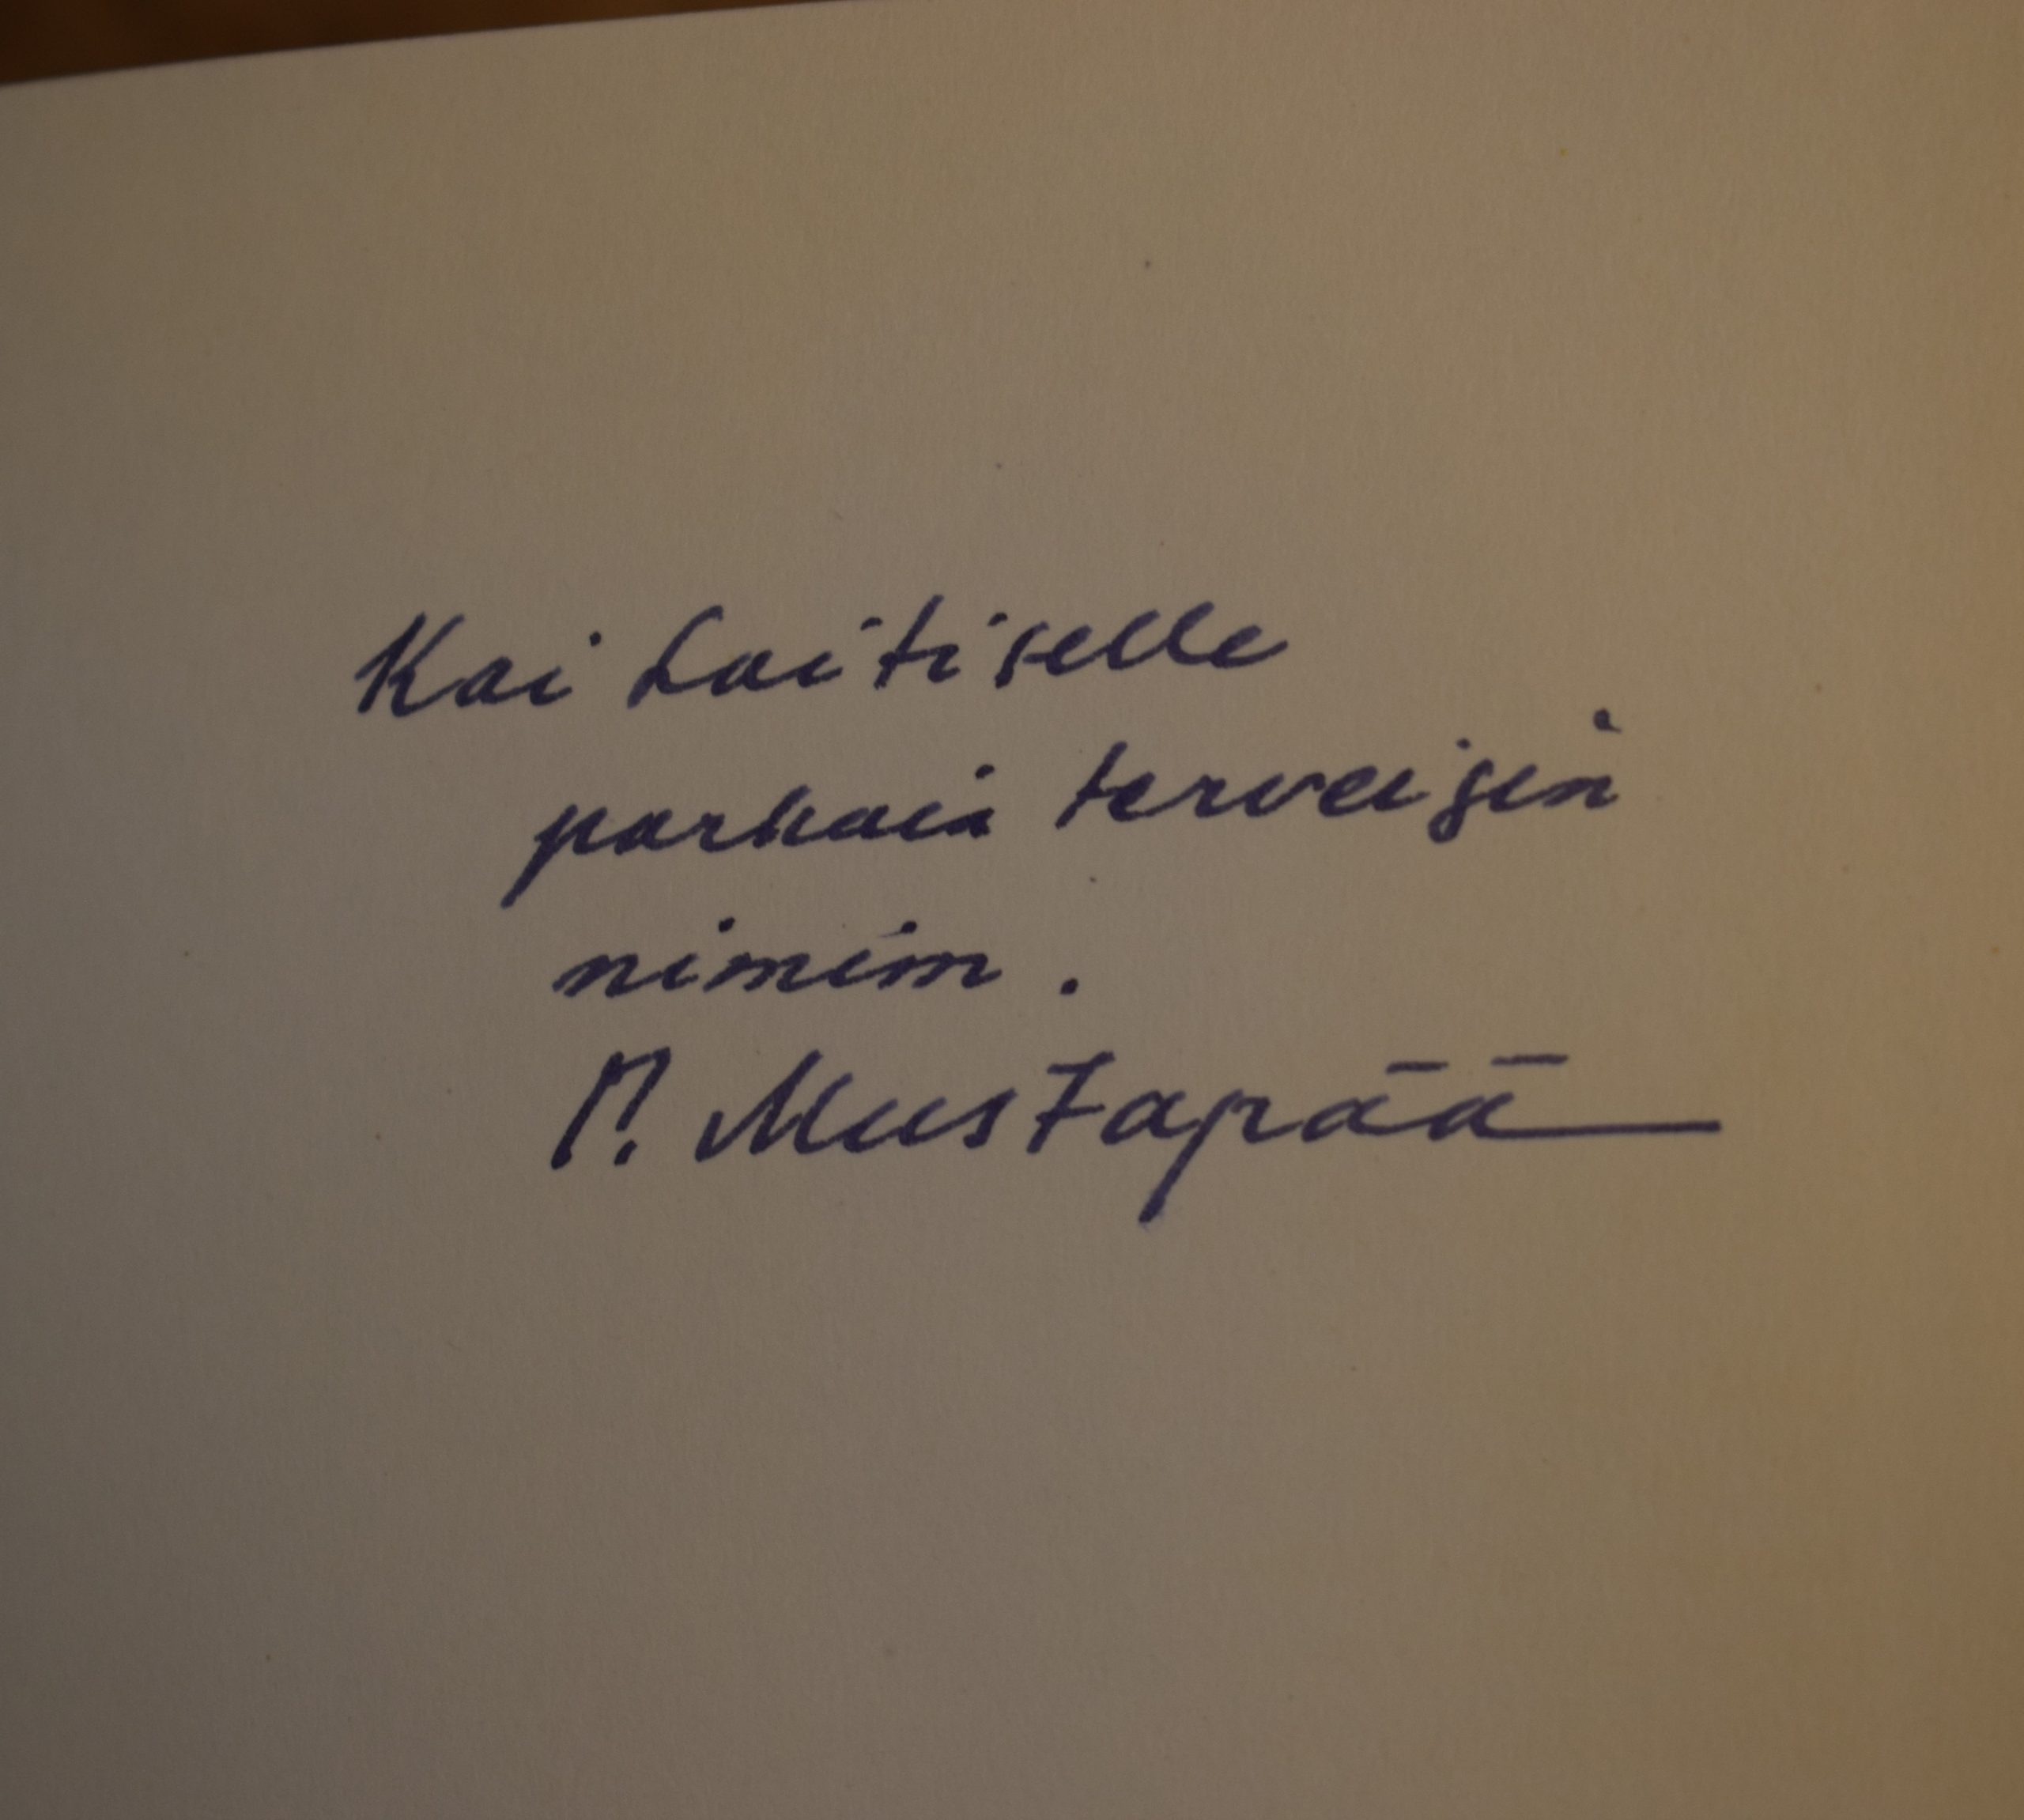 Kai Laitiselle
parhain terveisin
nimim.
P. Mustapää